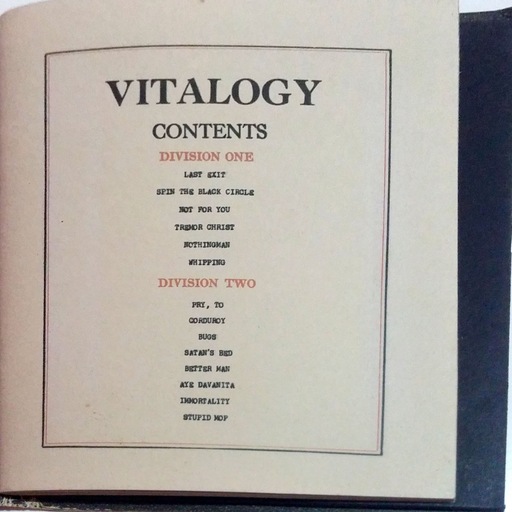 VITALOGY
CONTENTS
DIVISION ONE
LAST EXIT
SPIN THE BLACK CIRCLE
NOT FOR YOU
TREMOR CHRIST
NOTHINGMAN
WHIPPING
DIVISION TWO
PRY, TO
CORDUROY
BUGS
SATAN'S BED
BETTER MAN
AYE DAVANITA
IMMORTALITY
STUPID MOP